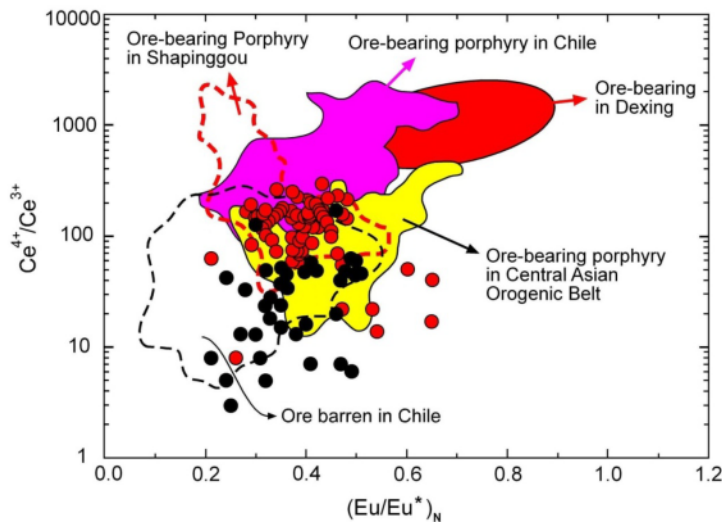 10000
1000
100
10
1
Ce4+/Ce3+
Ore-bearing Porphyry
in Shapinggou
Ore-bearing porphyry in Chile
Ore-bearing
in Dexing
Ore-bearing porphyry
in Central Asian
Orogenic Belt
Ore barren in Chile
0.0 0.2 0.4 0.6 0.8 1.0 1.2
(Eu/Eu*)N